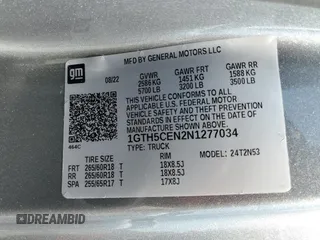 gm
MFD BY GENERAL MOTORS LLC
08/22
GVWR GAWR FRT GAWR RR
2586 KG 1451 KG 1588 KG
5700 LB 3200 LB 3500 LB
THIS VEHICLE CONFORMS TO ALL
APPLICABLE U.S. FEDERAL MOTOR
VEHICLE SAFETY STANDARDS
IN EFFECT ON THE DATE OF
MANUFACTURE SHOWN ABOVE.
1GTH5CEN2N1277034
TYPE: TRUCK MODEL: 24T2N53
TIRE SIZE RIM
FRT 265/60R18 T 18X8.5J
RR 265/60R18 T 18X8.5J
SPA 255/65R17 T 17X8J
DREAMBID